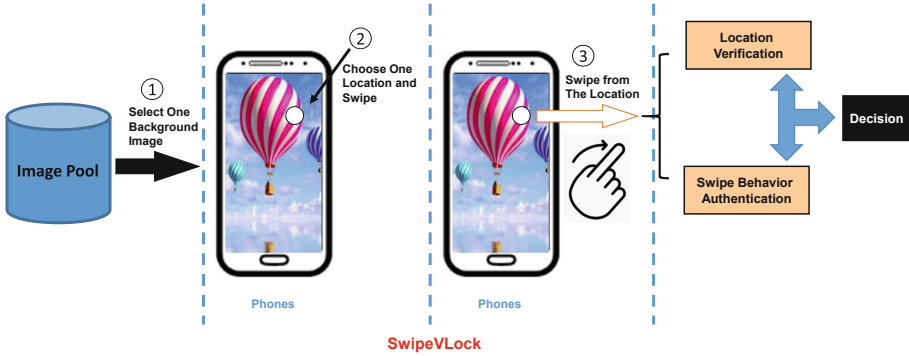 Image Pool
①
Select One
Background
Image
②
Choose One
Location and
Swipe
Phones
③
Swipe from
The Location
Phones
Location
Verification
Swipe Behavior
Authentication
Decision
SwipeVLock